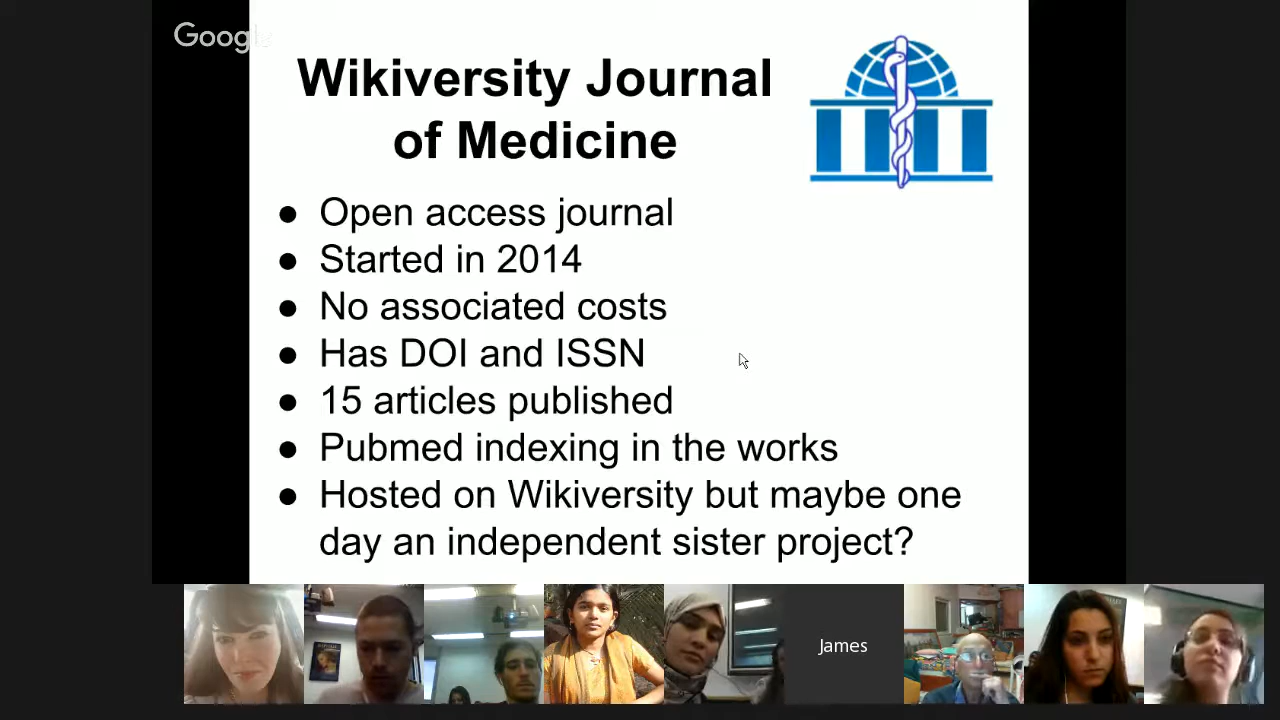 Google
Wikiversity Journal
of Medicine
● Open access journal
● Started in 2014
● No associated costs
● Has DOI and ISSN
● 15 articles published
● Pubmed indexing in the works
● Hosted on Wikiversity but maybe one
day an independent sister project?
James